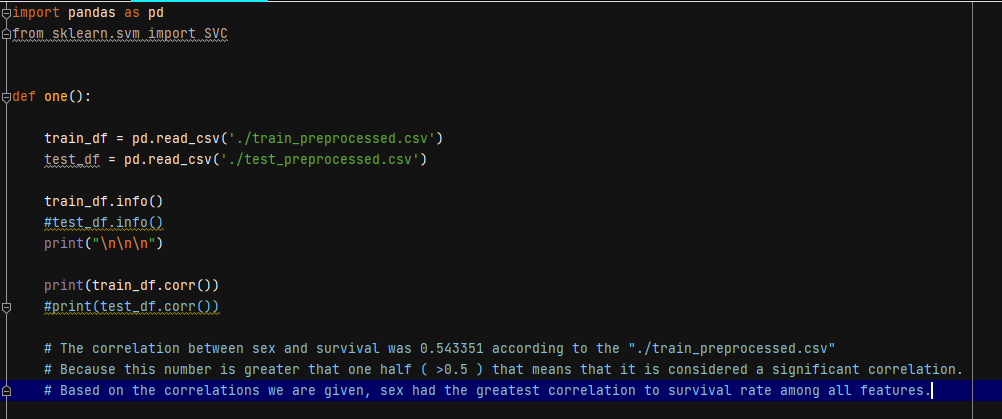 import pandas as pd
from sklearn.svm import SVC
def one():
train_df = pd.read_csv('./train_preprocessed.csv')
test_df = pd.read_csv('./test_preprocessed.csv')
train_df.info()
#test_df.info()
print("\n\n\n")
print(train_df.corr())
#print(test_df.corr())
# The correlation between sex and survival was 0.543351 according to the "./train_preprocessed.csv"
# Because this number is greater that one half ( >0.5 ) that means that it is considered a significant correlation.
# Based on the correlations we are given, sex had the greatest correlation to survival rate among all features.